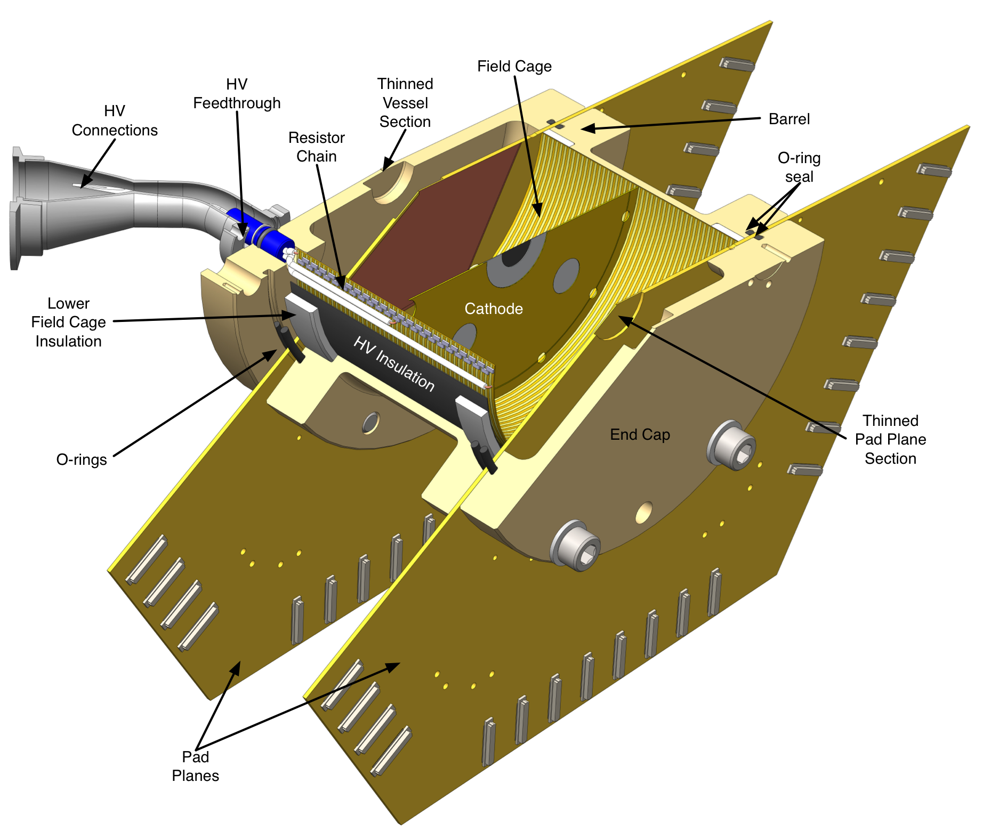 Field Cage
HV
Feedthrough
Thinned
Vessel
Section
HV
Connections
Barrel
Resistor
Chain
O-ring
seal
Lower
Field Cage
Insulation
Cathode
HV Insulation
End Cap
Thinned
Pad Plane
Section
O-rings
Pad
Planes